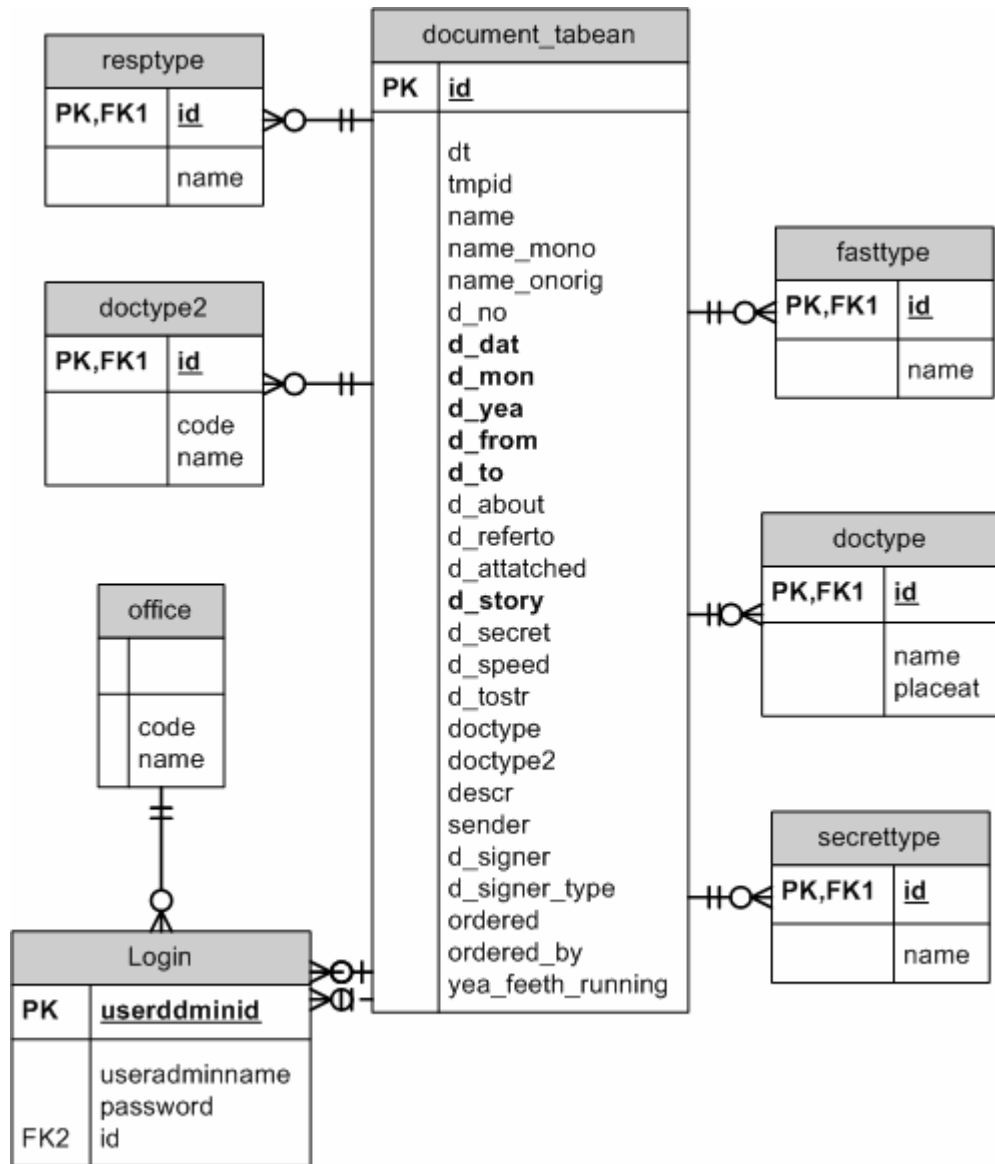 resptype
PK,FK1 id
name
doctype2
PK,FK1 id
code
name
office
code
name
Login
PK userddminid
useradminname
password
FK2 id
document_tabean
PK id
dt
tmpid
name
name_mono
name_onorig
d_no
d_dat
d_mon
d_yea
d_from
d_to
d_about
d_referto
d_attatched
d_story
d_secret
d_speed
d_tostr
doctype
doctype2
descr
sender
d_signer
d_signer_type
ordered
ordered_by
yea_feeth_running
fasttype
PK,FK1 id
name
doctype
PK,FK1 id
name
placeat
secrettype
PK,FK1 id
name